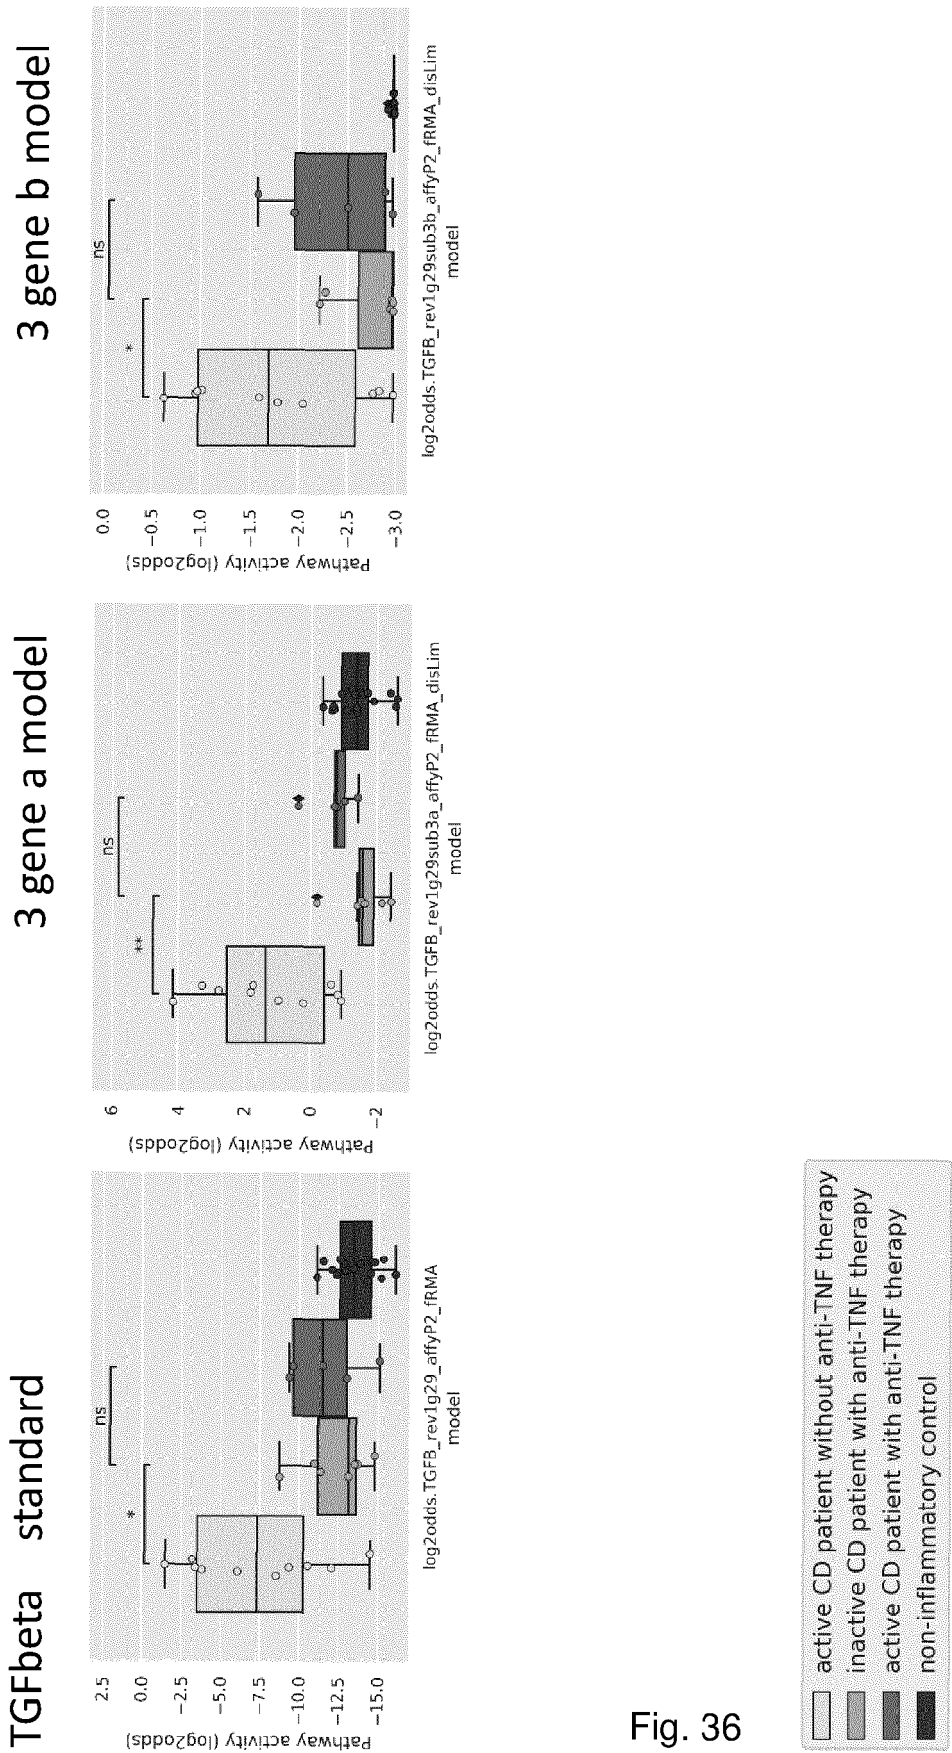 TGFbeta standard
2.5
0.0
−2.5
−5.0
−7.5
−10.0
−12.5
−15.0
Pathway activity (log2odds)
*
ns
log2odds.TGFB_rev1g29_affyP2_fRMA
model
3 gene a model
6
4
2
0
−2
Pathway activity (log2odds)
**
ns
log2odds.TGFB_rev1g29sub3a_affyP2_fRMA_disLim
model
3 gene b model
0.0
−0.5
−1.0
−1.5
−2.0
−2.5
−3.0
Pathway activity (log2odds)
*
ns
log2odds.TGFB_rev1g29sub3b_affyP2_fRMA_disLim
model
Fig. 36
active CD patient without anti-TNF therapy
inactive CD patient with anti-TNF therapy
active CD patient with anti-TNF therapy
non-inflammatory control